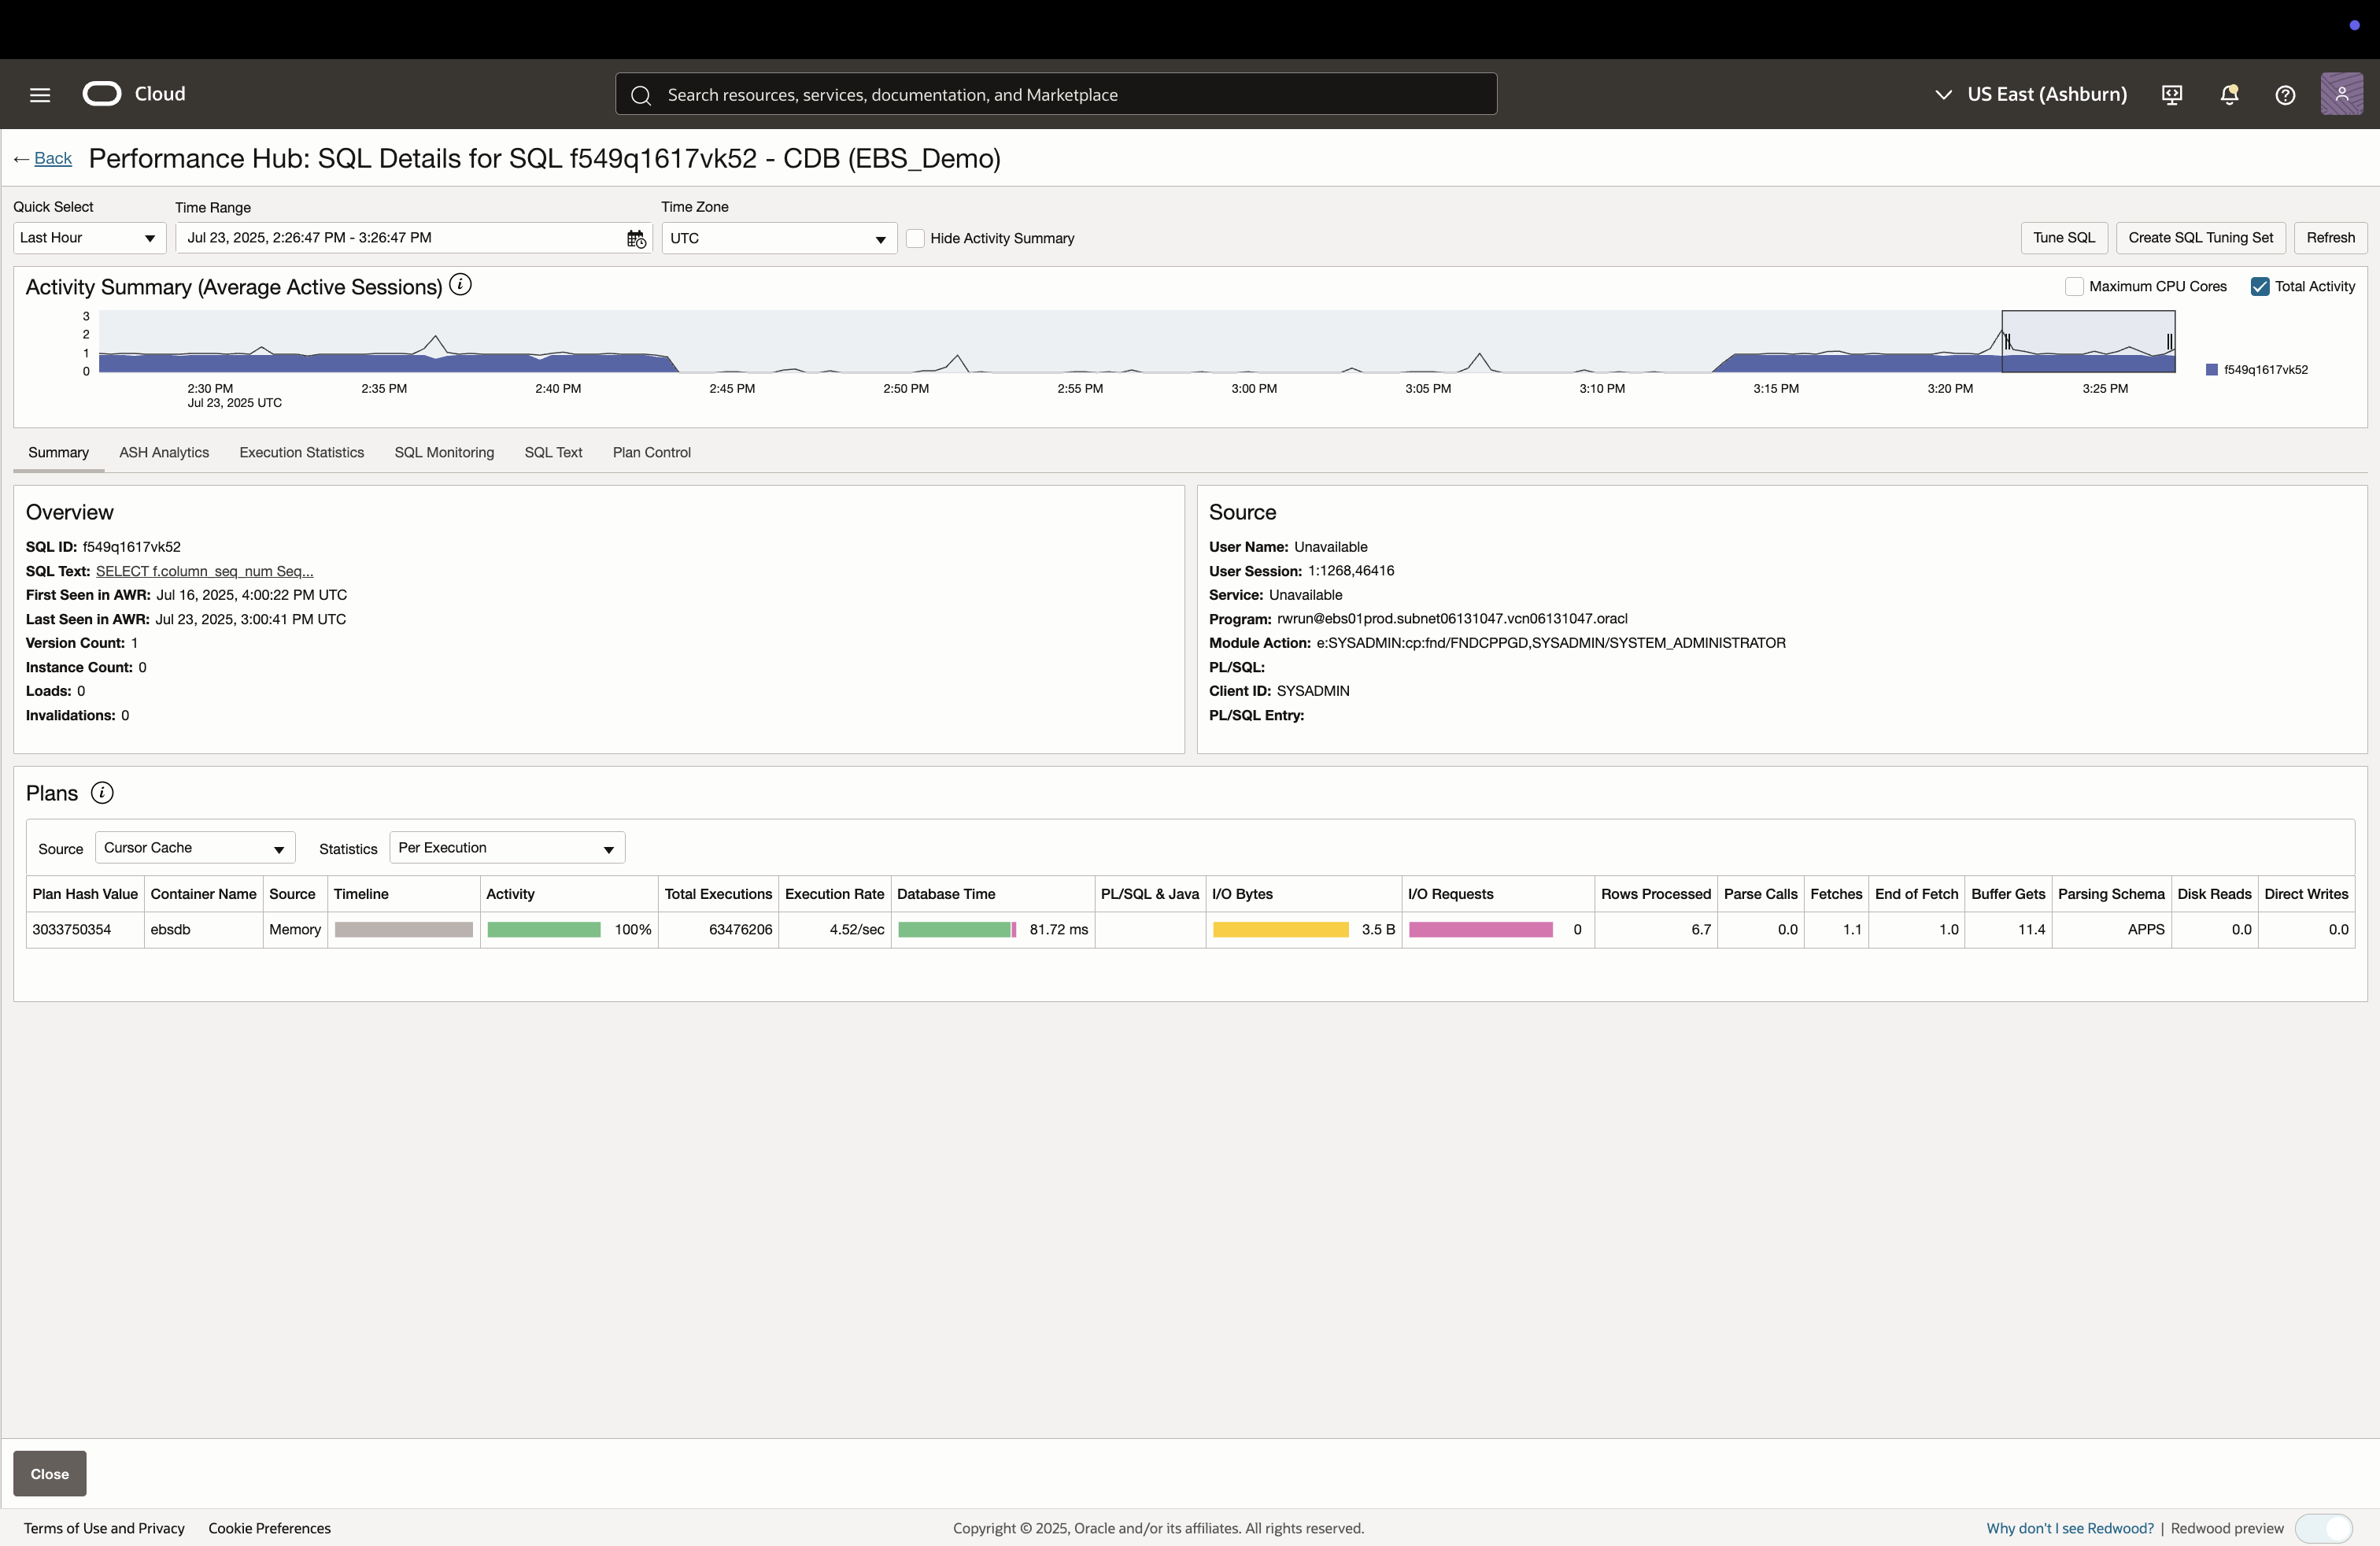 Cloud
Search resources, services, documentation, and Marketplace
US East (Ashburn)
← Back Performance Hub: SQL Details for SQL f549q1617vk52 - CDB (EBS_Demo)
Quick Select Time Range Time Zone
Last Hour Jul 23, 2025, 2:26:47 PM - 3:26:47 PM UTC Hide Activity Summary Tune SQL Create SQL Tuning Set Refresh
Activity Summary (Average Active Sessions) Maximum CPU Cores Total Activity
3
2
1
0
f549q1617vk52
2:30 PM 2:35 PM 2:40 PM 2:45 PM 2:50 PM 2:55 PM 3:00 PM 3:05 PM 3:10 PM 3:15 PM 3:20 PM 3:25 PM
Jul 23, 2025 UTC
Summary ASH Analytics Execution Statistics SQL Monitoring SQL Text Plan Control
Overview
SQL ID: f549q1617vk52
SQL Text: SELECT f.column_seq_num Seq...
First Seen in AWR: Jul 16, 2025, 4:00:22 PM UTC
Last Seen in AWR: Jul 23, 2025, 3:00:41 PM UTC
Version Count: 1
Instance Count: 0
Loads: 0
Invalidations: 0
Source
User Name: Unavailable
User Session: 1:1268,46416
Service: Unavailable
Program: rwrun@ebs01prod.subnet06131047.vcn06131047.oracl
Module Action: e:SYSADMIN:cp:fnd/FNDCPPGD,SYSADMIN/SYSTEM_ADMINISTRATOR
PL/SQL:
Client ID: SYSADMIN
PL/SQL Entry:
Plans
Source Cursor Cache Statistics Per Execution
Plan Hash Value Container Name Source Timeline Activity Total Executions Execution Rate Database Time PL/SQL & Java I/O Bytes I/O Requests Rows Processed Parse Calls Fetches End of Fetch Buffer Gets Parsing Schema Disk Reads Direct Writes
3033750354 ebsdb Memory 100% 63476206 4.52/sec 81.72 ms 3.5 B 0 6.7 0.0 1.1 1.0 11.4 APPS 0.0 0.0
Close
Terms of Use and Privacy Cookie Preferences Copyright © 2025, Oracle and/or its affiliates. All rights reserved. Why don't I see Redwood? | Redwood preview